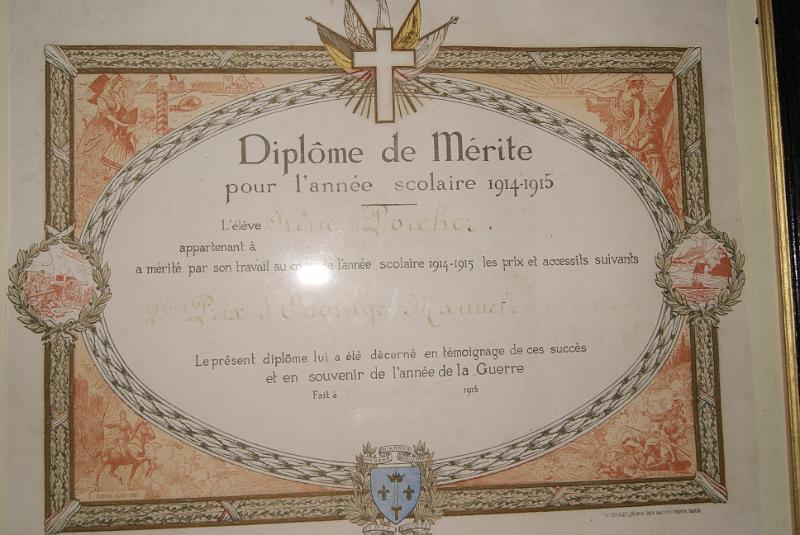 Diplôme de Mérite
pour l'année scolaire 1914-1915
L'élève Irène Porcher.
appartenant à
a mérité par son travail au cours de l'année scolaire 1914-1915 les prix et accessits suivants
2ème Prix d'Ouvrage Manuel.
Le présent diplôme lui a été décerné en témoignage de ces succès
et en souvenir de l'année de la Guerre
Fait à 1915